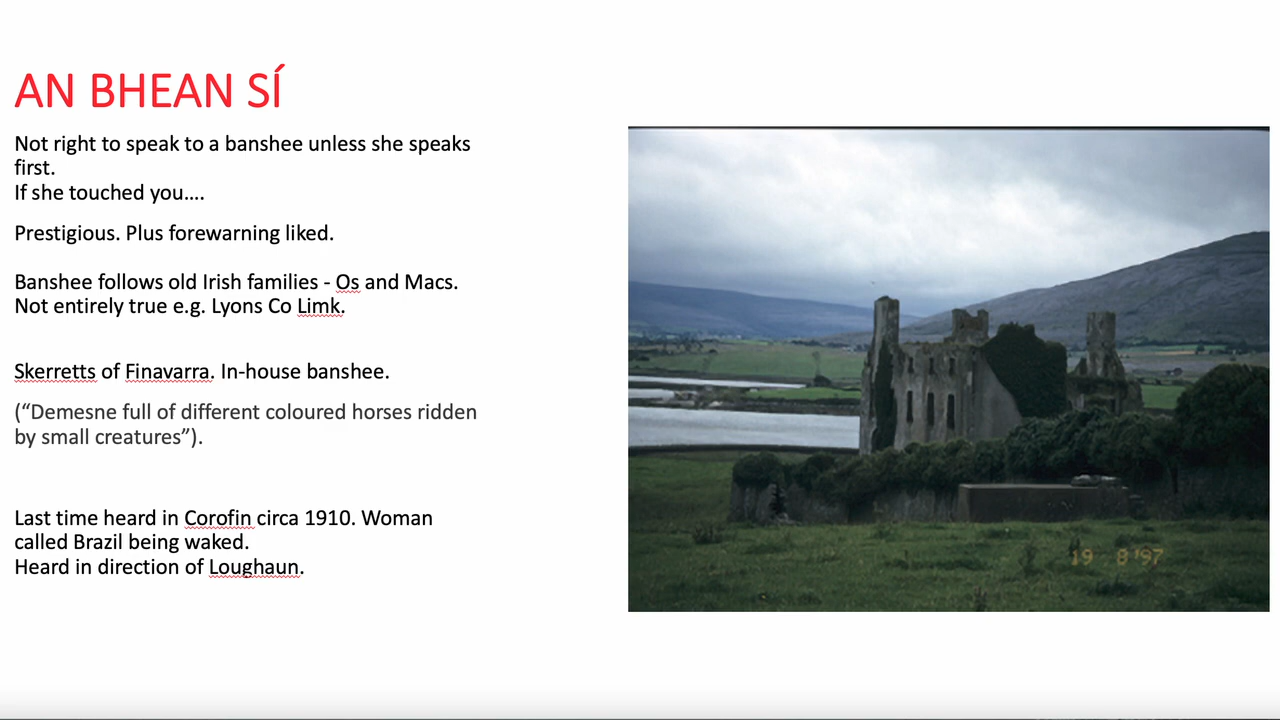 AN BHEAN SÍ
Not right to speak to a banshee unless she speaks
first.
If she touched you....
Prestigious. Plus forewarning liked.
Banshee follows old Irish families - Os and Macs.
Not entirely true e.g. Lyons Co Limk.
Skerretts of Finavarra. In-house banshee.
(“Demesne full of different coloured horses ridden
by small creatures”).
Last time heard in Corofin circa 1910. Woman
called Brazil being waked.
Heard in direction of Loughaun.
19 8 '97